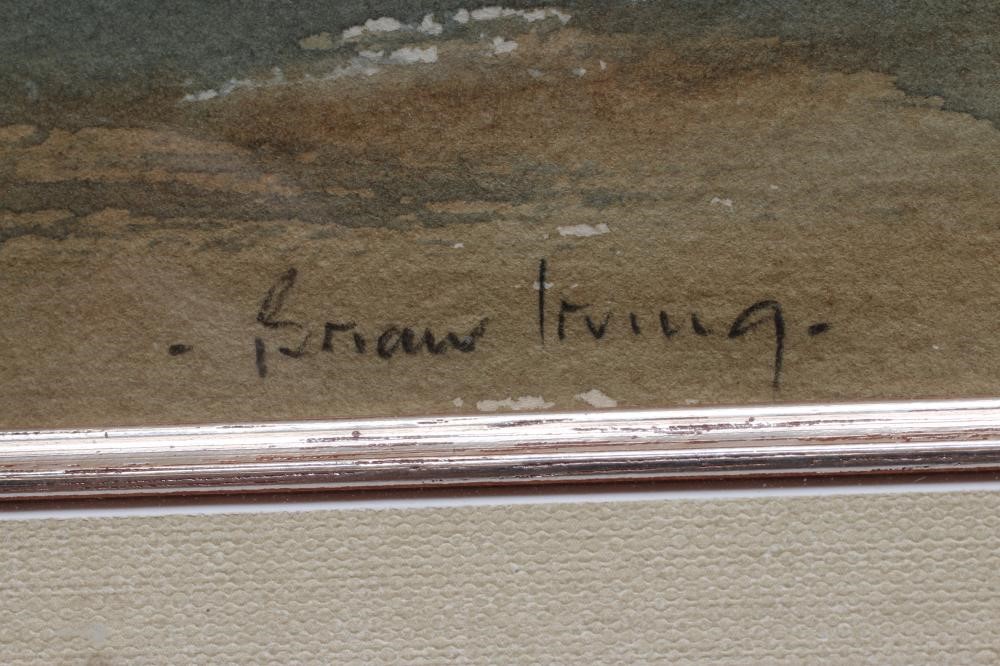 . Brian Irving .